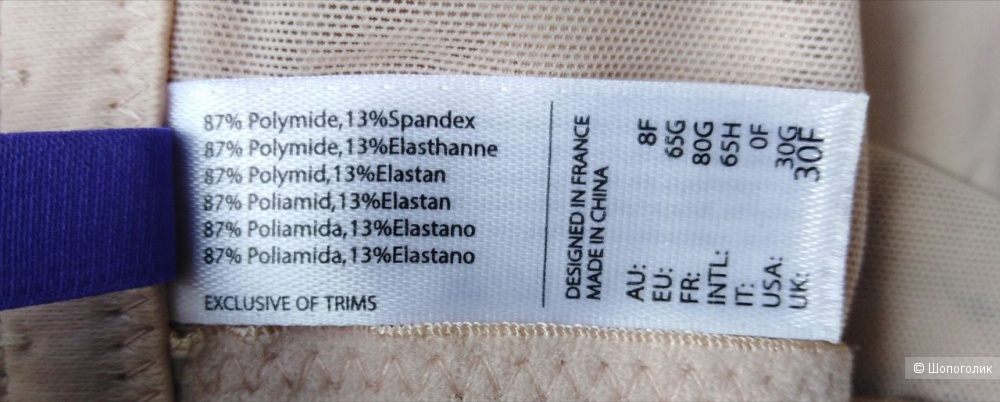 87% Polymide,13%Spandex
87% Polymide,13%Elasthanne
87% Polymid,13%Elastan
87% Poliamid,13%Elastan
87% Poliamida,13%Elastano
87% Poliamida,13%Elastano
EXCLUSIVE OF TRIMS
DESIGNED IN FRANCE
MADE IN CHINA
AU: 8F
EU: 65G
FR: 80G
INTL: 65H
IT: 0F
USA: 30G
UK: 30F
© Шопоголик